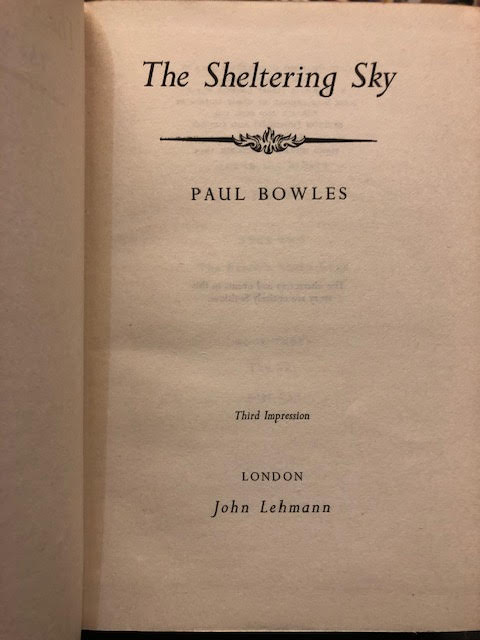 The Sheltering Sky
PAUL BOWLES
Third Impression
LONDON
John Lehmann